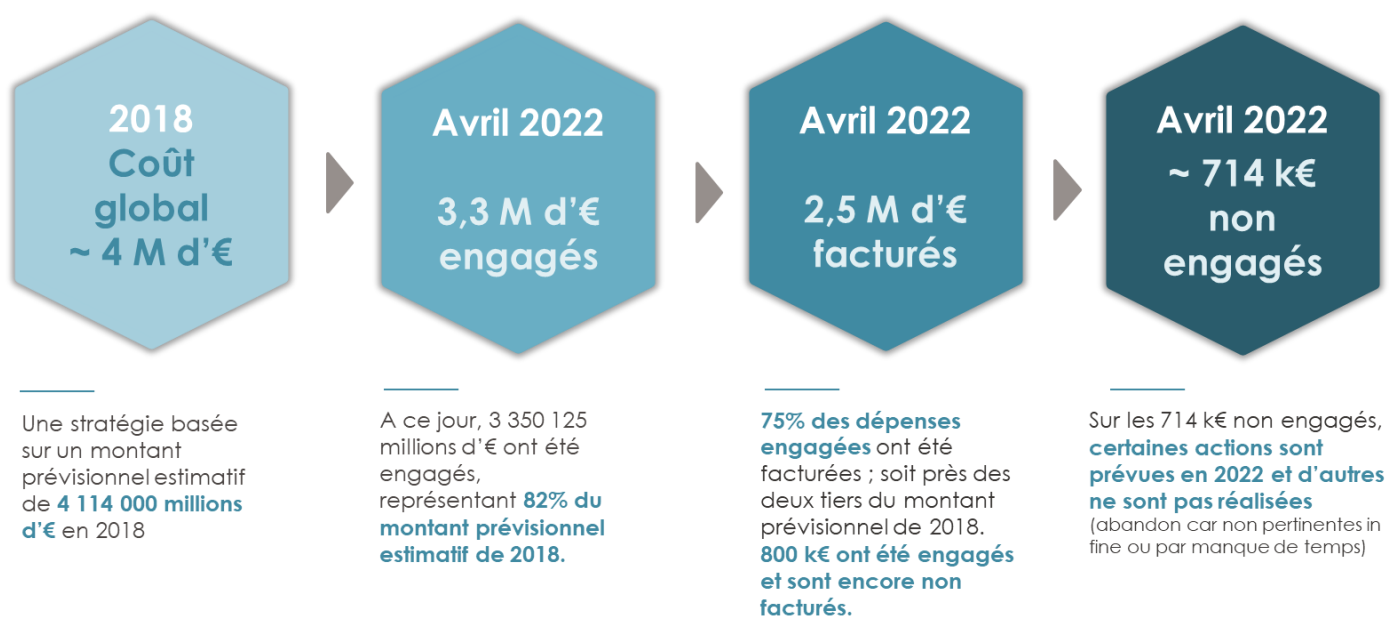 2018
Coût
global
~ 4 M d'€
Avril 2022
3,3 M d'€
engagés
Avril 2022
2,5 M d'€
facturés
Avril 2022
~ 714 k€
non
engagés
Une stratégie basée
sur un montant
prévisionnel estimatif
de 4 114 000 millions
d'€ en 2018
A ce jour, 3 350 125
millions d'€ ont été
engagés,
représentant 82% du
montant prévisionnel
estimatif de 2018.
75% des dépenses
engagées ont été
facturées ; soit près des
deux tiers du montant
prévisionnel de 2018.
800 k€ ont été engagés
et sont encore non
facturés.
Sur les 714 k€ non engagés,
certaines actions sont
prévues en 2022 et d'autres
ne sont pas réalisées
(abandon car non pertinentes in
fine ou par manque de temps)